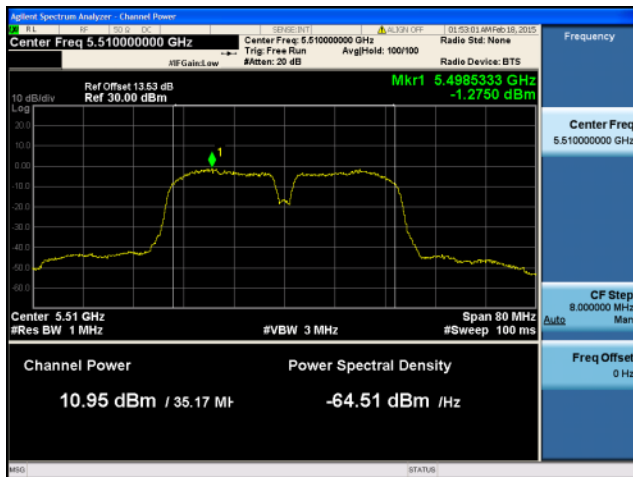 Agilent Spectrum Analyzer - Channel Power
RL RF 50 Ω DC SENSE:INT ALIGN OFF 01:53:01 AM Feb 18, 2015
Center Freq 5.510000000 GHz
Center Freq: 5.510000000 GHz
Radio Std: None
Trig: Free Run Avg|Hold: 100/100
#IFGain:Low #Atten: 20 dB Radio Device: BTS
Frequency
Ref Offset 13.53 dB
10 dB/div Ref 30.00 dBm
Mkr1 5.4985333 GHz
-1.2750 dBm
Log
20.0
10.0
0.00
-10.0
-20.0
-30.0
-40.0
-50.0
-60.0
1
Center 5.51 GHz Span 80 MHz
#Res BW 1 MHz #VBW 3 MHz #Sweep 100 ms
Channel Power Power Spectral Density
10.95 dBm / 35.17 MH -64.51 dBm /Hz
Center Freq
5.510000000 GHz
CF Step
8.000000 MHz
Auto Man
Freq Offset
0 Hz
MSG STATUS